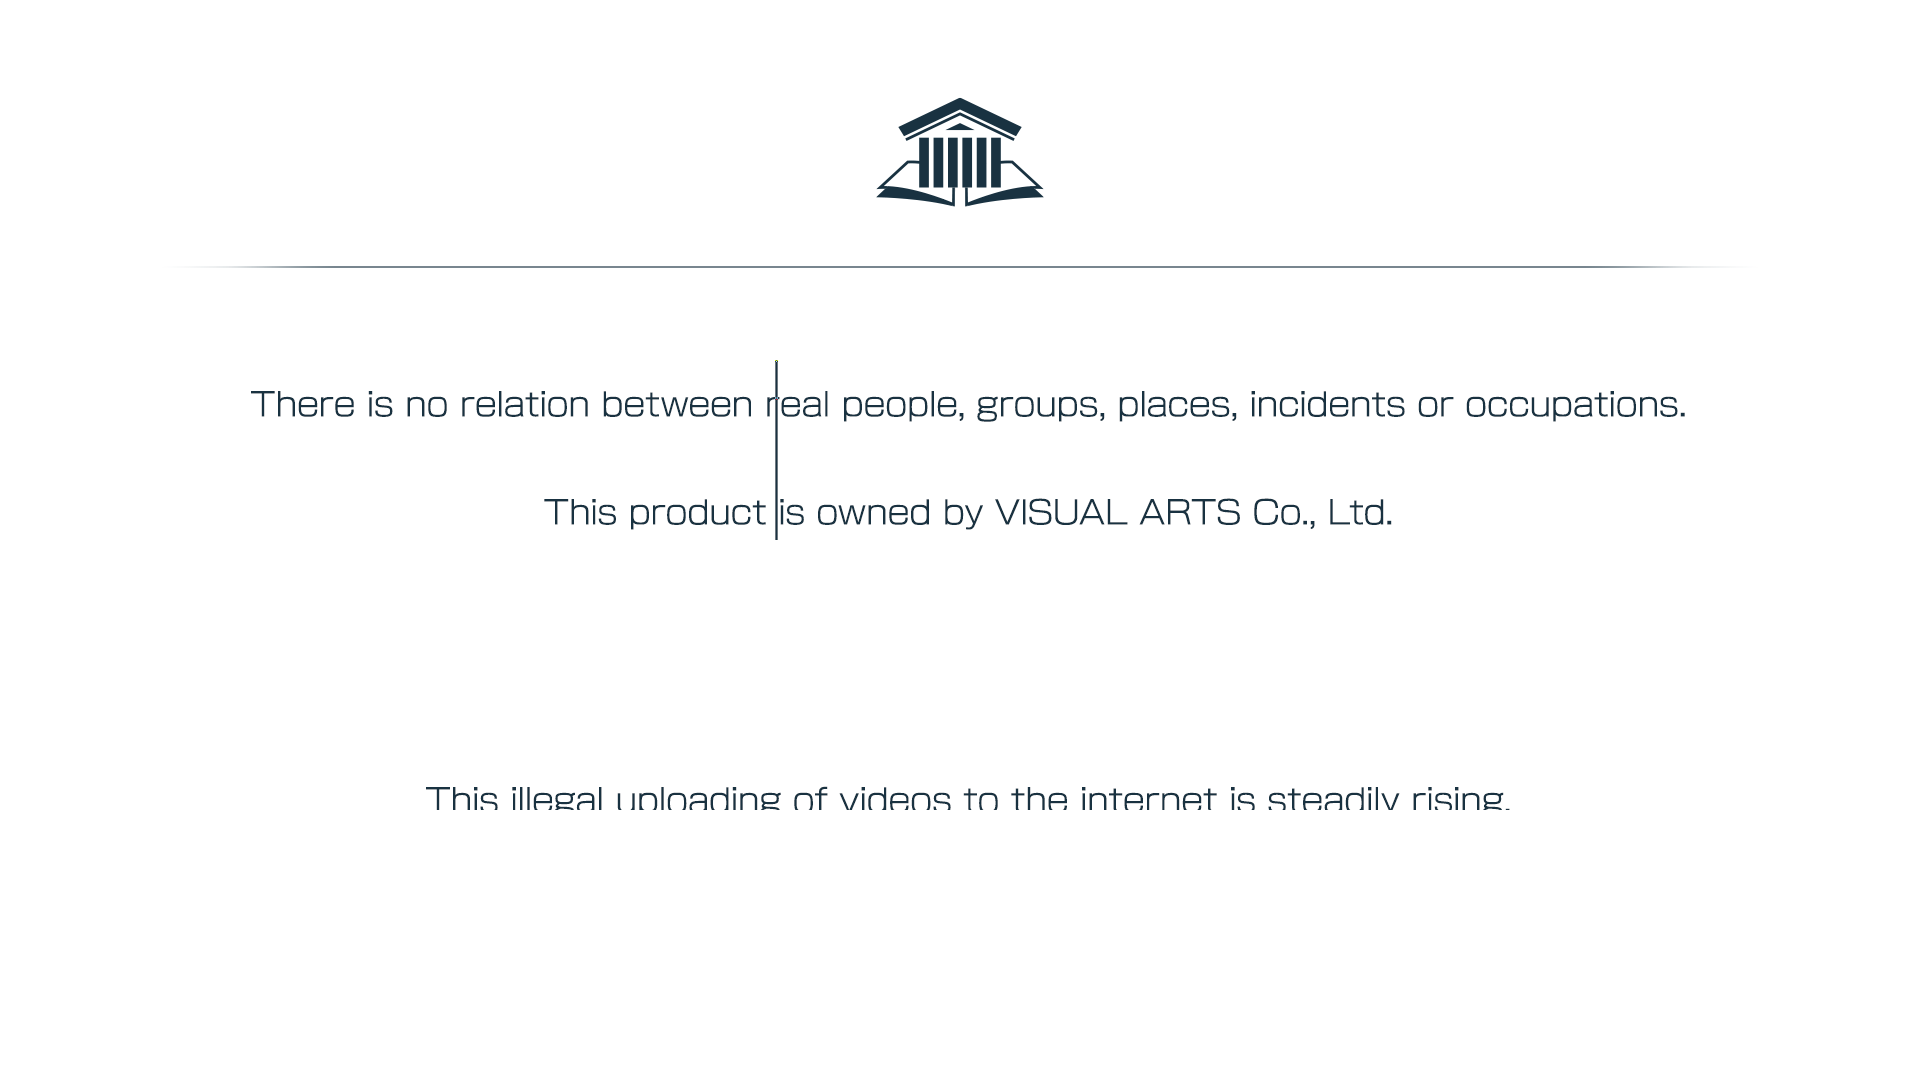 There is no relation between real people, groups, places, incidents or occupations.
This product is owned by VISUAL ARTS Co., Ltd.
This illegal uploading of videos to the internet is steadily rising.